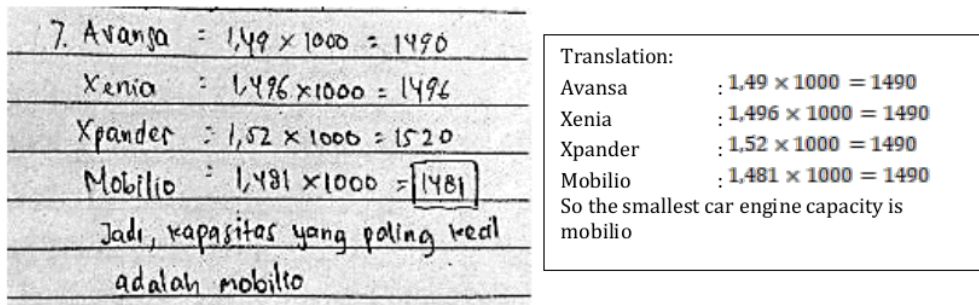 7. Avansa : 1,49 × 1000 = 1490
Xenia : 1,496 × 1000 = 1496
Xpander : 1,52 × 1000 = 1520
Mobilio : 1,481 × 1000 = 1481
Jadi, kapasitas yang paling kecil
adalah mobilio
Translation:
Avansa : 1,49 × 1000 = 1490
Xenia : 1,496 × 1000 = 1490
Xpander : 1,52 × 1000 = 1490
Mobilio : 1,481 × 1000 = 1490
So the smallest car engine capacity is
mobilio